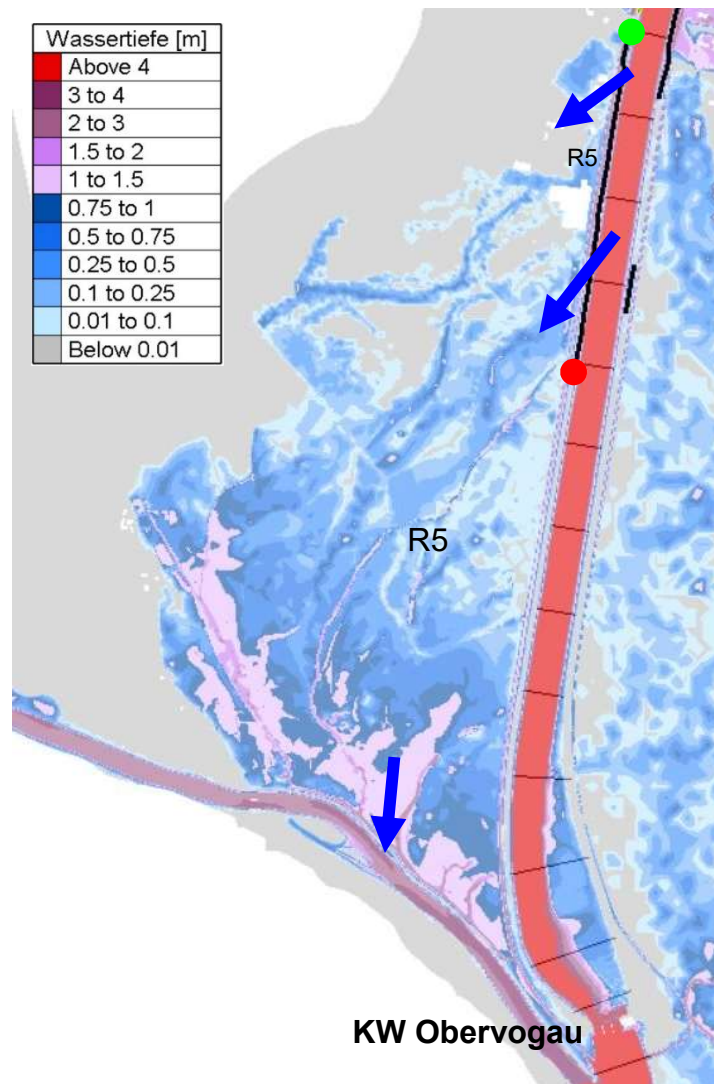 Wassertiefe [m]
Above 4
3 to 4
2 to 3
1.5 to 2
1 to 1.5
0.75 to 1
0.5 to 0.75
0.25 to 0.5
0.1 to 0.25
0.01 to 0.1
Below 0.01
R5
R5
KW Obervogau